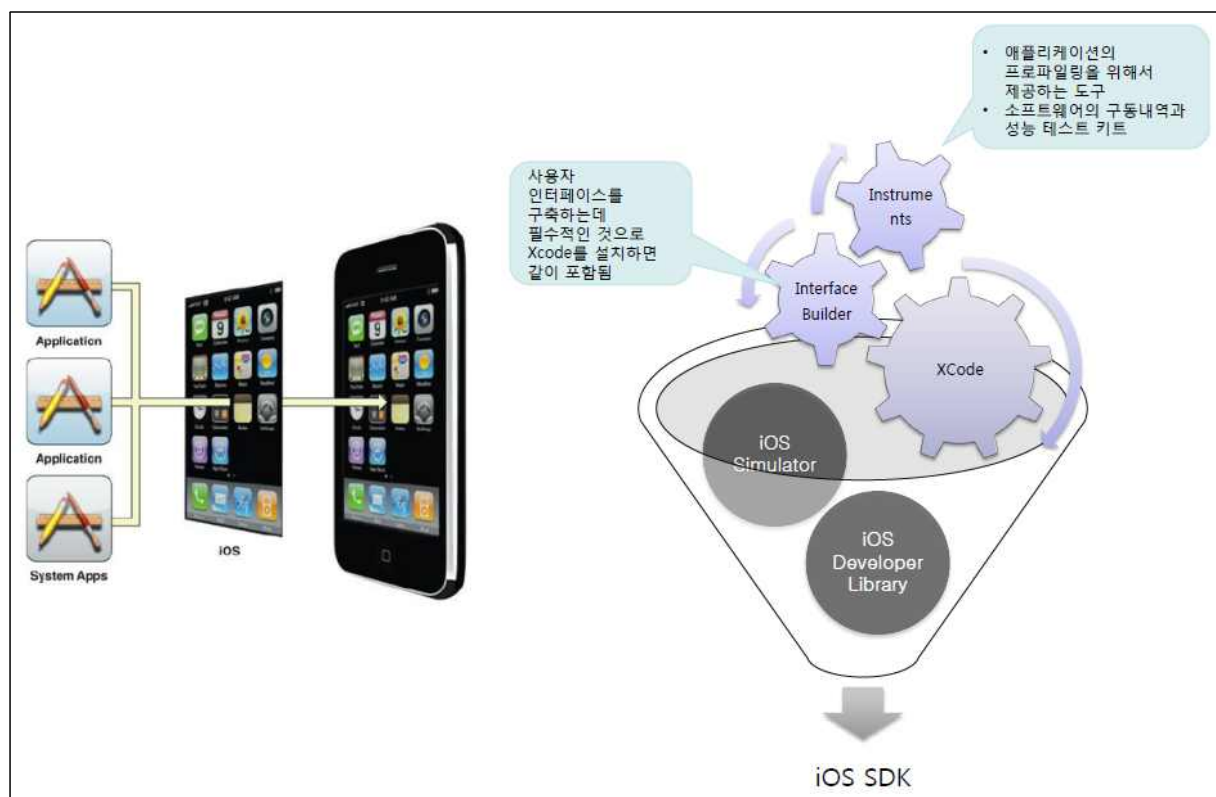 Application
Application
System Apps
iOS
사용자
인터페이스를
구축하는데
필수적인 것으로
Xcode를 설치하면
같이 포함됨
• 애플리케이션의
프로파일링을 위해서
제공하는 도구
• 소프트웨어의 구동내역과
성능 테스트 키트
Instrume
nts
Interface
Builder
XCode
iOS
Simulator
iOS
Developer
Library
iOS SDK